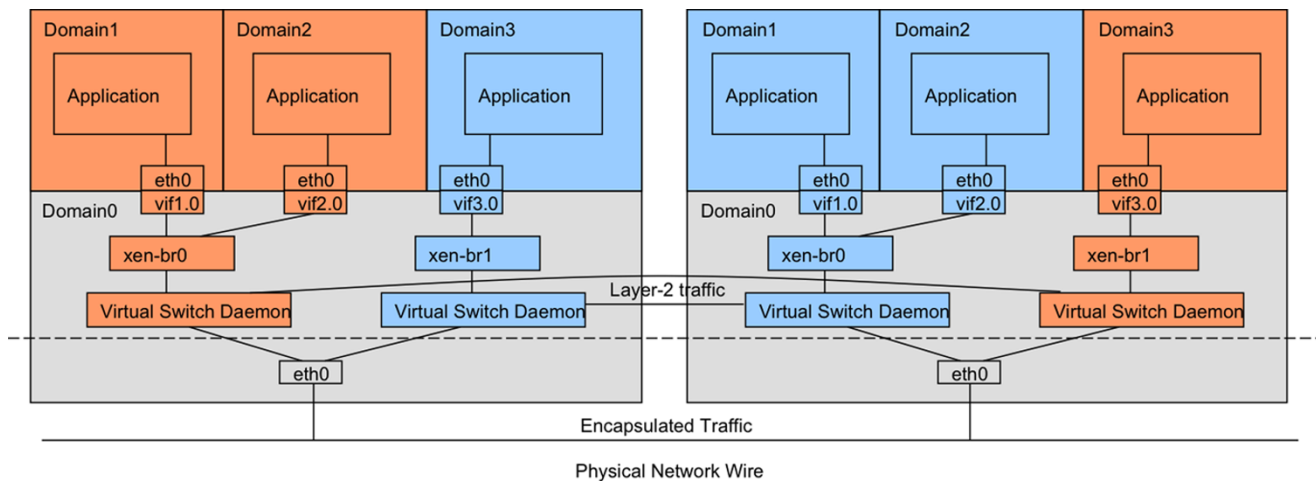 Domain1 Domain2 Domain3 Domain1 Domain2 Domain3
Application Application Application Application Application Application
eth0 eth0 eth0 eth0 eth0 eth0
vif1.0 vif2.0 vif3.0 vif1.0 vif2.0 vif3.0
Domain0 Domain0
xen-br0 xen-br1 xen-br0 xen-br1
Layer-2 traffic
Virtual Switch Daemon Virtual Switch Daemon Virtual Switch Daemon Virtual Switch Daemon
eth0 eth0
Encapsulated Traffic
Physical Network Wire